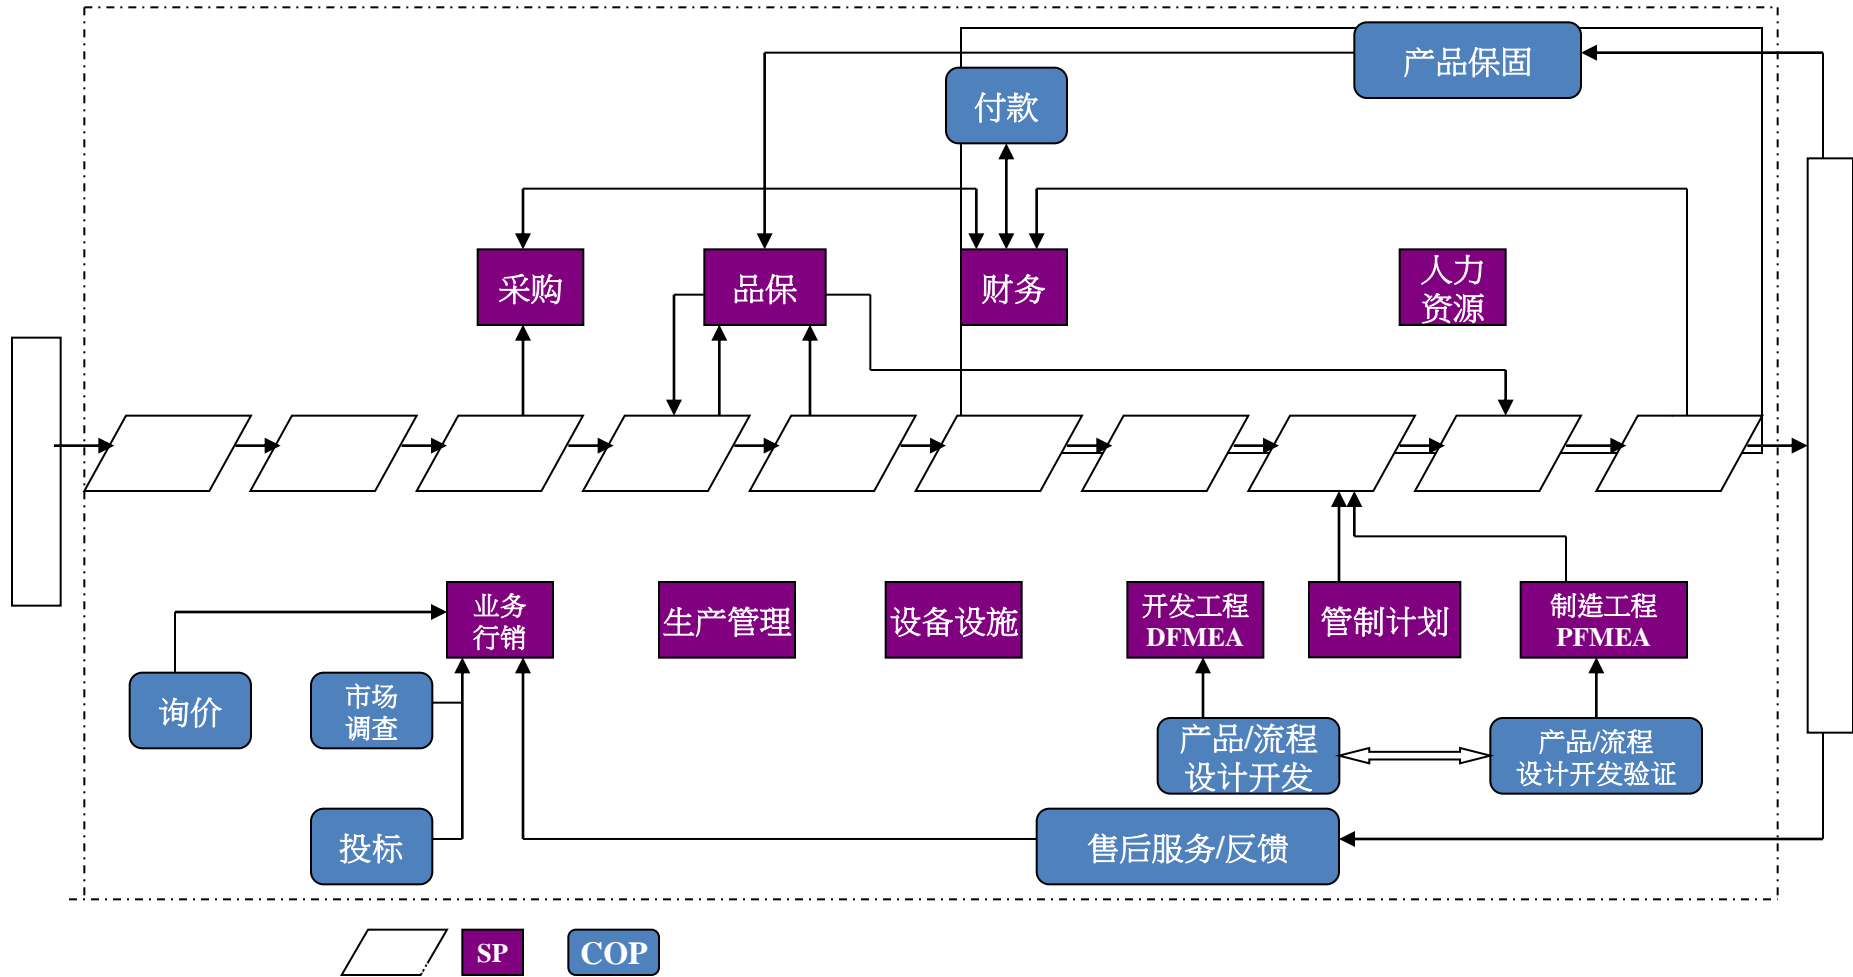 产品保固
付款
采购
品保
财务
人力
资源
业务
行销
生产管理
设备设施
开发工程
DFMEA
管制计划
制造工程
PFMEA
询价
市场
调查
产品/流程
设计开发
产品/流程
设计开发验证
投标
售后服务/反馈
SP
COP